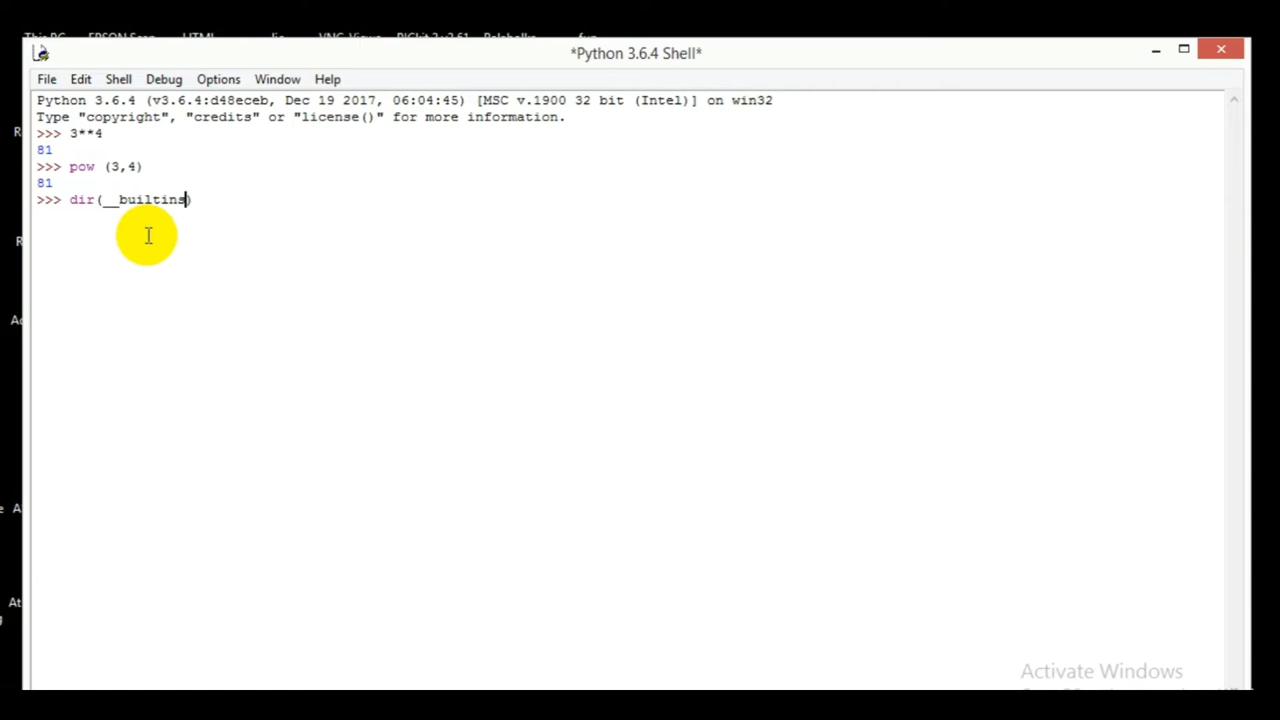 *Python 3.6.4 Shell*
File Edit Shell Debug Options Window Help
Python 3.6.4 (v3.6.4:d48eceb, Dec 19 2017, 06:04:45) [MSC v.1900 32 bit (Intel)] on win32
Type "copyright", "credits" or "license()" for more information.
>>> 3**4
81
>>> pow (3,4)
81
>>> dir(__builtins)
Activate Windows